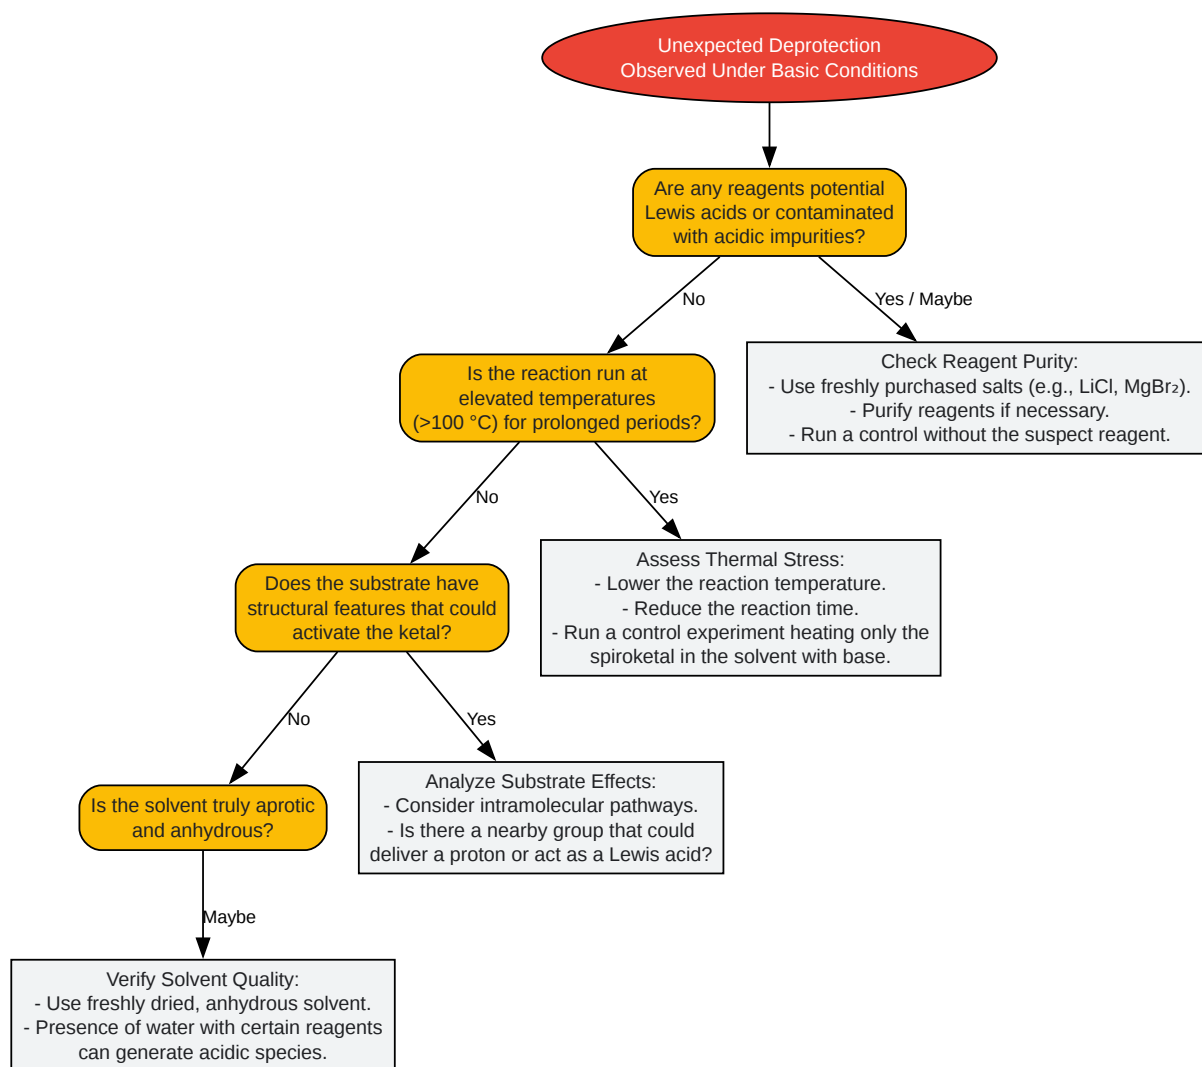 Unexpected Deprotection
Observed Under Basic Conditions
Are any reagents potential
Lewis acids or contaminated
with acidic impurities?
No
Yes / Maybe
Is the reaction run at
elevated temperatures
(>100 °C) for prolonged periods?
Check Reagent Purity:
- Use freshly purchased salts (e.g., LiCl, MgBr₂).
- Purify reagents if necessary.
- Run a control without the suspect reagent.
No
Yes
Does the substrate have
structural features that could
activate the ketal?
Assess Thermal Stress:
- Lower the reaction temperature.
- Reduce the reaction time.
- Run a control experiment heating only the
spiroketal in the solvent with base.
No
Yes
Is the solvent truly aprotic
and anhydrous?
Analyze Substrate Effects:
- Consider intramolecular pathways.
- Is there a nearby group that could
deliver a proton or act as a Lewis acid?
Maybe
Verify Solvent Quality:
- Use freshly dried, anhydrous solvent.
- Presence of water with certain reagents
can generate acidic species.